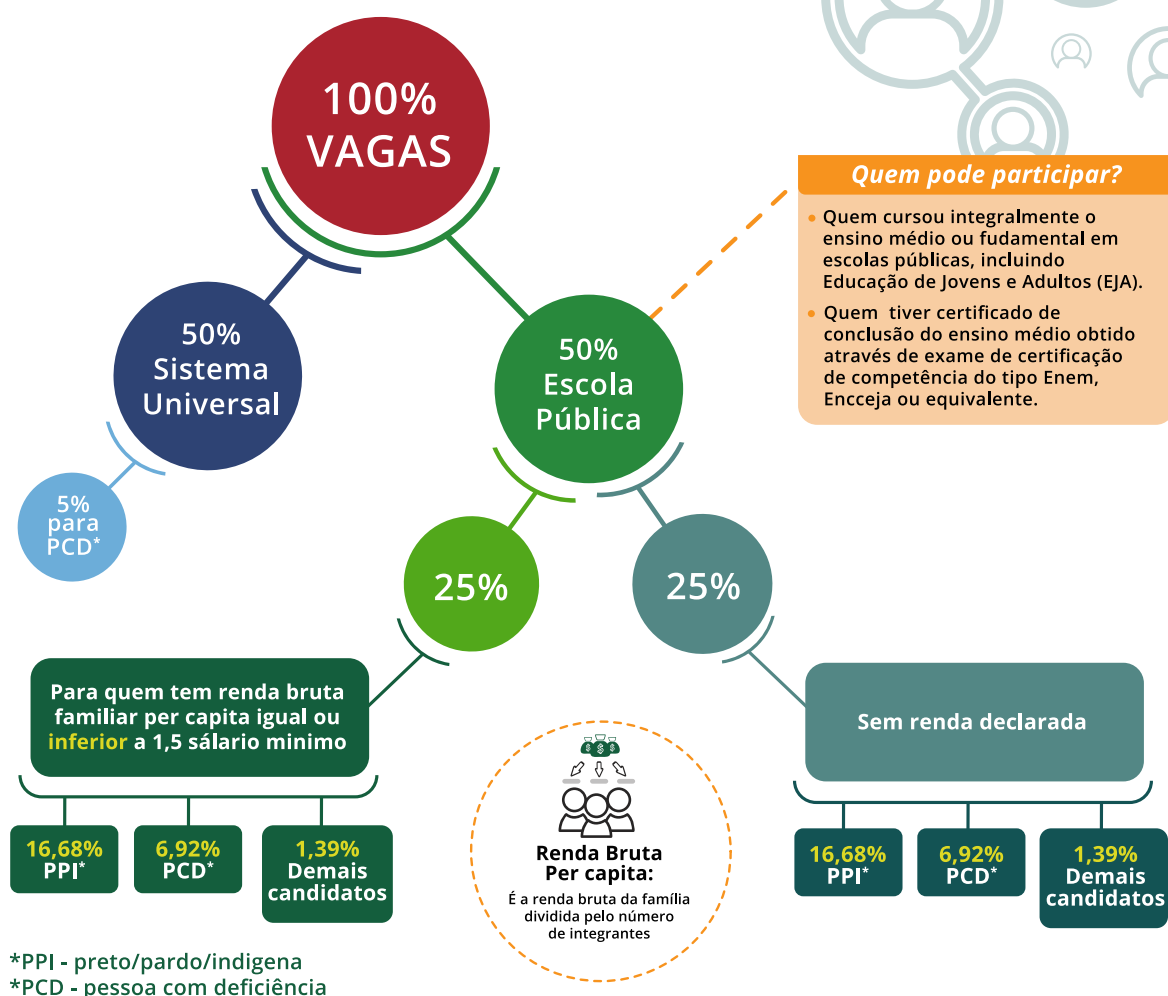 100%
VAGAS
Quem pode participar?
• Quem cursou integralmente o
ensino médio ou fudamental em
escolas públicas, incluindo
Educação de Jovens e Adultos (EJA).
• Quem tiver certificado de
conclusão do ensino médio obtido
através de exame de certificação
de competência do tipo Enem,
Encceja ou equivalente.
50%
Sistema
Universal
50%
Escola
Pública
5%
para
PCD*
25%
25%
Para quem tem renda bruta
familiar per capita igual ou
inferior a 1,5 sálario minimo
Sem renda declarada
16,68%
PPI*
6,92%
PCD*
1,39%
Demais
candidatos
Renda Bruta
Per capita:
É a renda bruta da família
dividida pelo número
de integrantes
16,68%
PPI*
6,92%
PCD*
1,39%
Demais
candidatos
*PPI - preto/pardo/indigena
*PCD - pessoa com deficiência